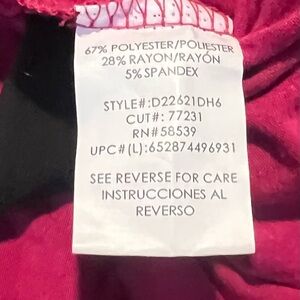 67% POLYESTER/POLIESTER
28% RAYON/RAYÓN
5% SPANDEX
STYLE#:D22621DH6
CUT#: 77231
RN#58539
UPC#(L):652874496931
SEE REVERSE FOR CARE
INSTRUCCIONES AL
REVERSO